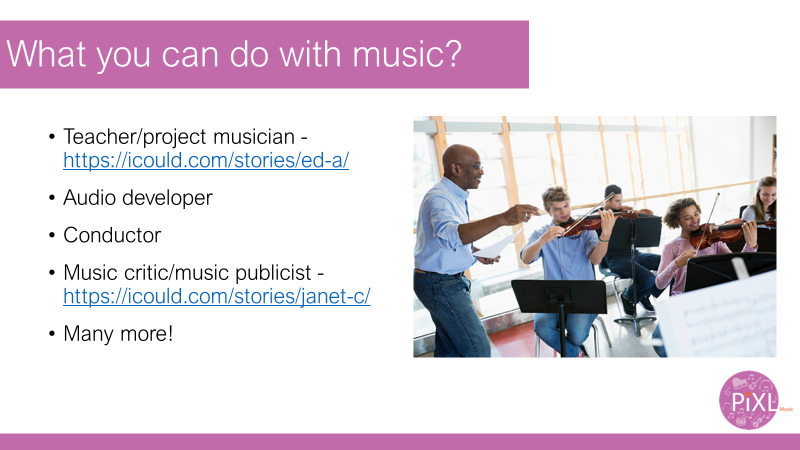 What you can do with music?
• Teacher/project musician -
https://icould.com/stories/ed-a/
• Audio developer
• Conductor
• Music critic/music publicist -
https://icould.com/stories/janet-c/
• Many more!
PiXL Music